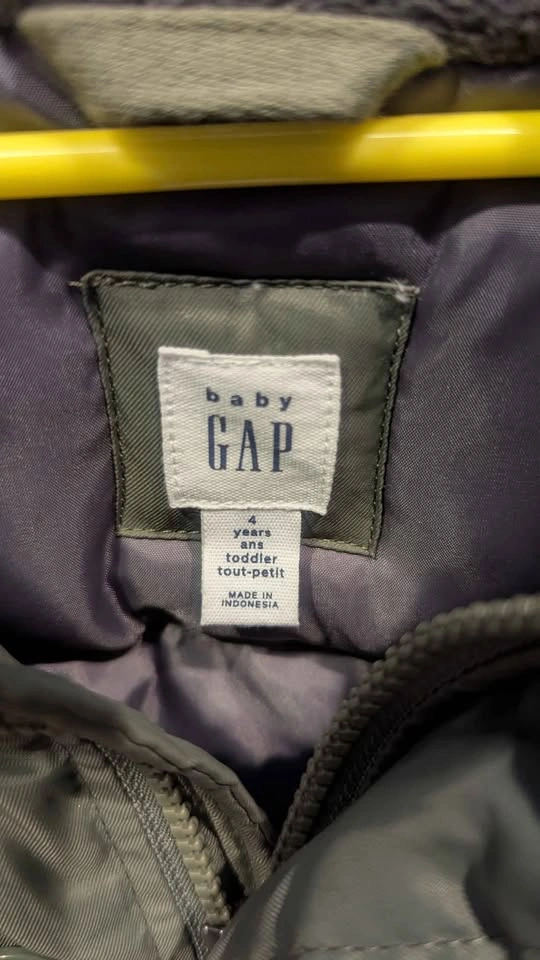 baby
GAP
4
years
ans
toddler
tout-petit
MADE IN
INDONESIA